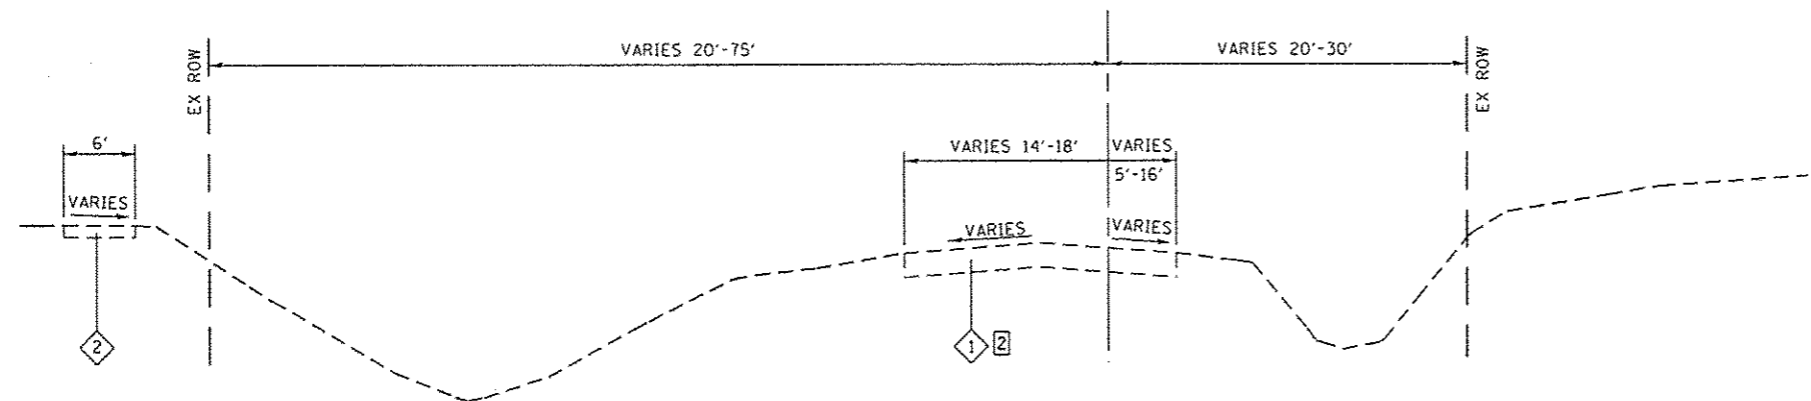 VARIES 20'-75'
VARIES 20'-30'
EX ROW
EX ROW
6'
VARIES 14'-18'
VARIES
5'-16'
VARIES
VARIES
VARIES
2
1
2